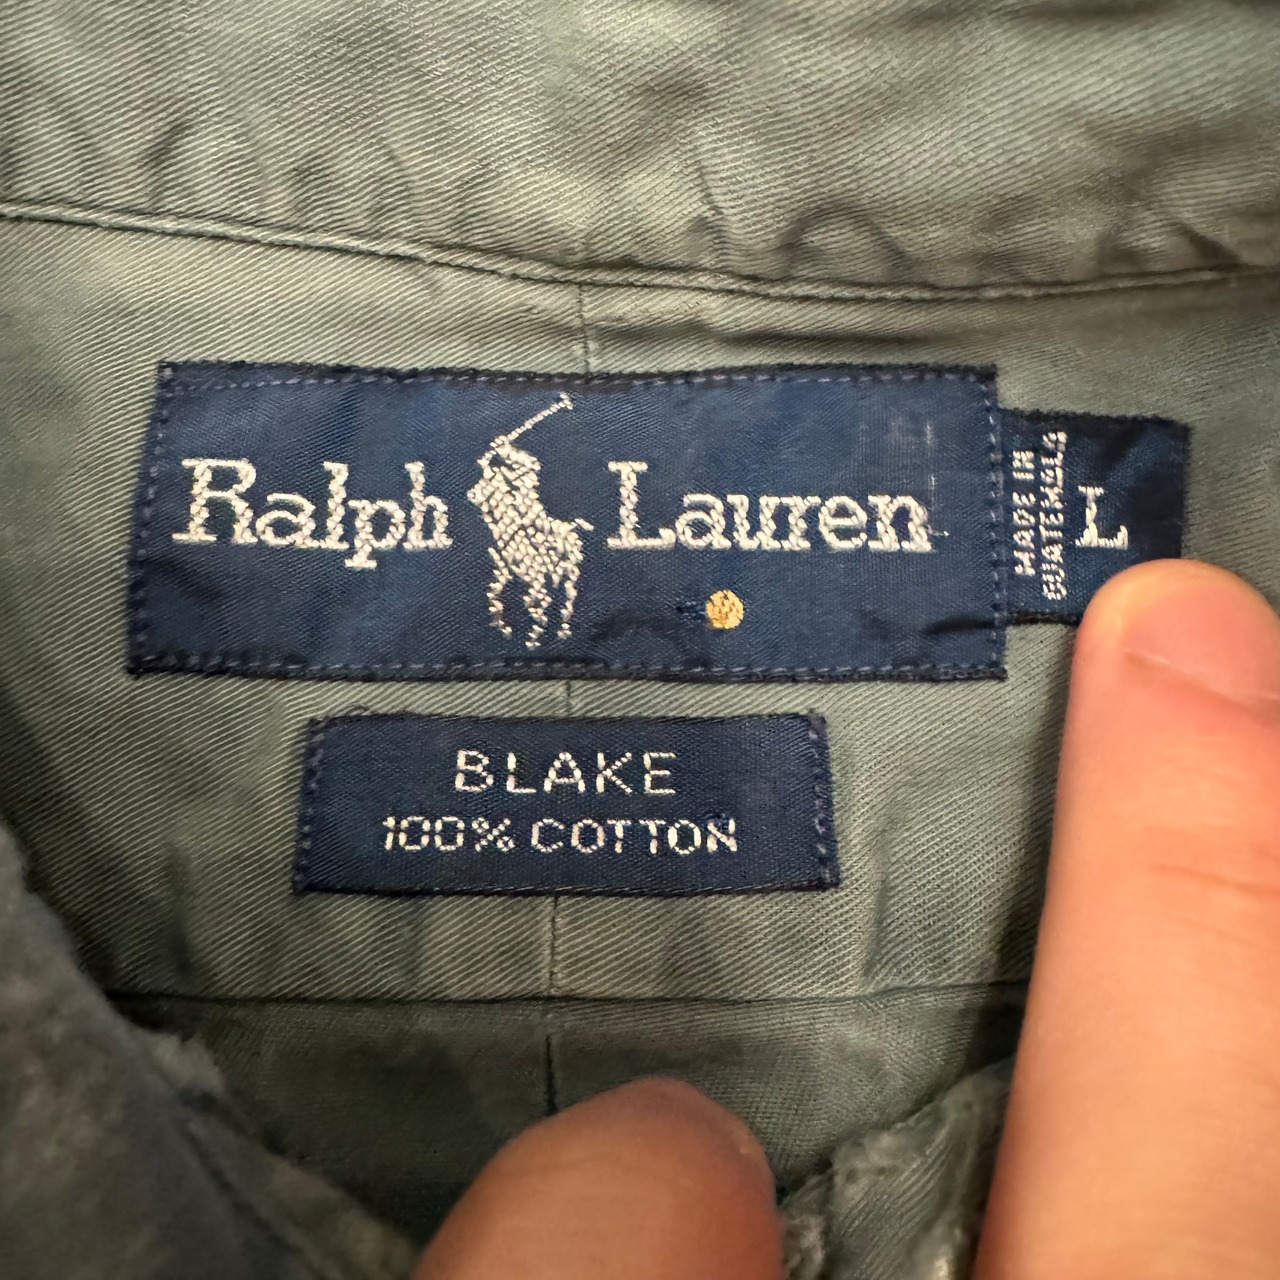 Ralph Lauren
MADE IN
GUATEMALA
L
BLAKE
100% COTTON